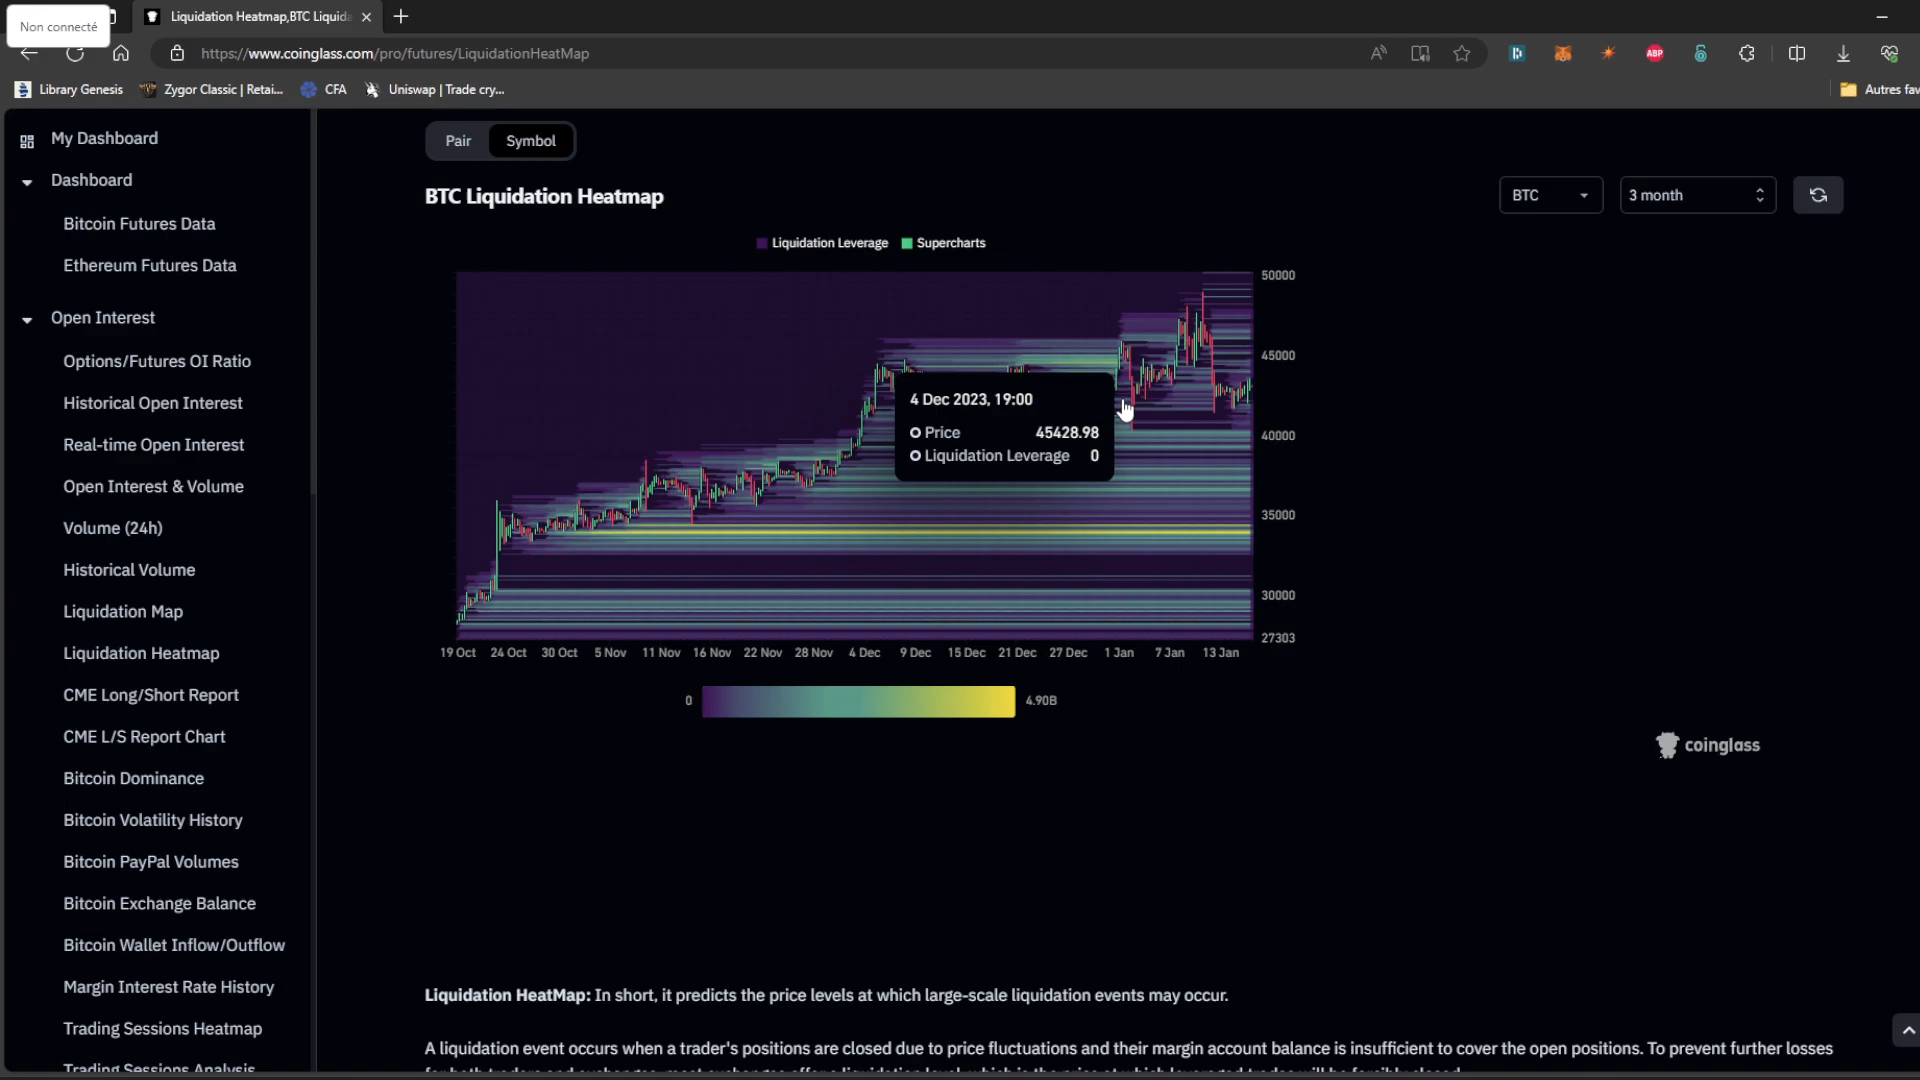 Non connecté
Liquidation Heatmap,BTC Liquida
https://www.coinglass.com/pro/futures/LiquidationHeatMap
ABP
Library Genesis
Zygor Classic | Retai...
CFA
Uniswap | Trade cry...
Autres fav
My Dashboard
Dashboard
Bitcoin Futures Data
Ethereum Futures Data
Open Interest
Options/Futures OI Ratio
Historical Open Interest
Real-time Open Interest
Open Interest & Volume
Volume (24h)
Historical Volume
Liquidation Map
Liquidation Heatmap
CME Long/Short Report
CME L/S Report Chart
Bitcoin Dominance
Bitcoin Volatility History
Bitcoin PayPal Volumes
Bitcoin Exchange Balance
Bitcoin Wallet Inflow/Outflow
Margin Interest Rate History
Trading Sessions Heatmap
Trading Sessions Analysis
Pair Symbol
BTC Liquidation Heatmap
BTC
3 month
Liquidation Leverage Supercharts
50000
45000
40000
35000
30000
27303
4 Dec 2023, 19:00
Price 45428.98
Liquidation Leverage 0
19 Oct 24 Oct 30 Oct 5 Nov 11 Nov 16 Nov 22 Nov 28 Nov 4 Dec 9 Dec 15 Dec 21 Dec 27 Dec 1 Jan 7 Jan 13 Jan
0 4.90B
coinglass
Liquidation HeatMap: In short, it predicts the price levels at which large-scale liquidation events may occur.
A liquidation event occurs when a trader's positions are closed due to price fluctuations and their margin account balance is insufficient to cover the open positions. To prevent further losses